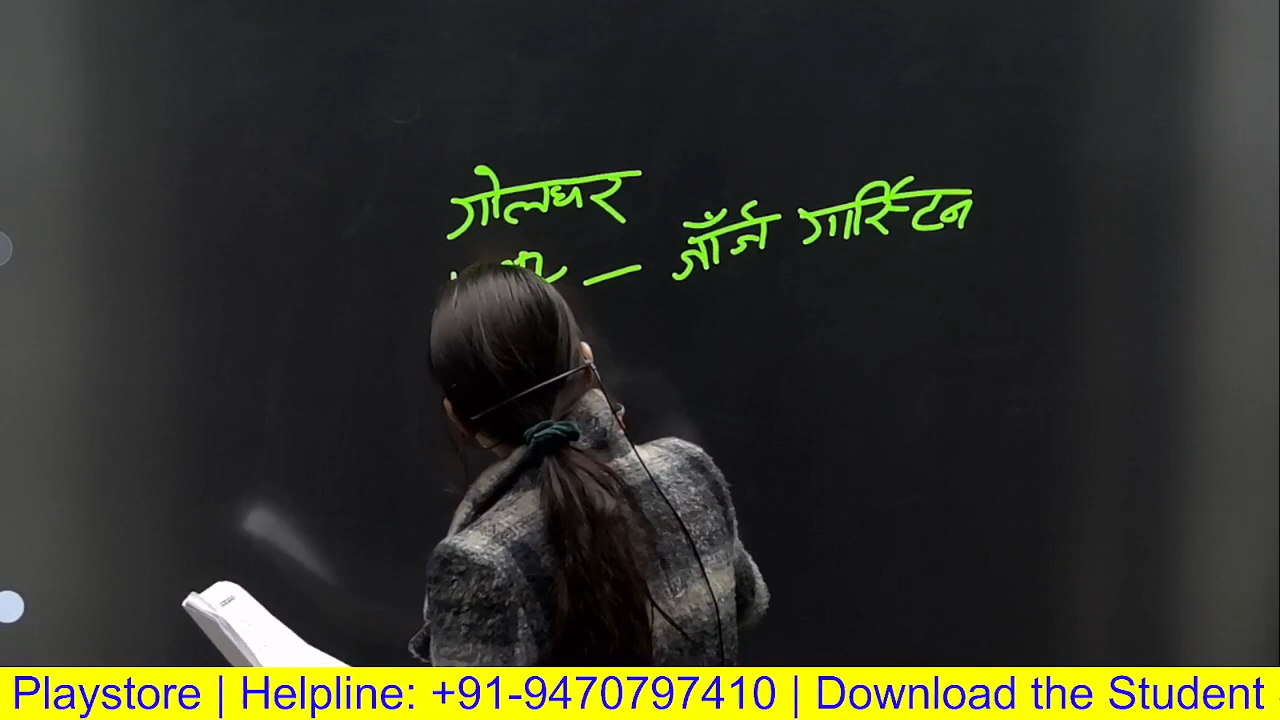 गोलघर
— जॉर्ज गार्स्टिन
Playstore | Helpline: +91-9470797410 | Download the Student